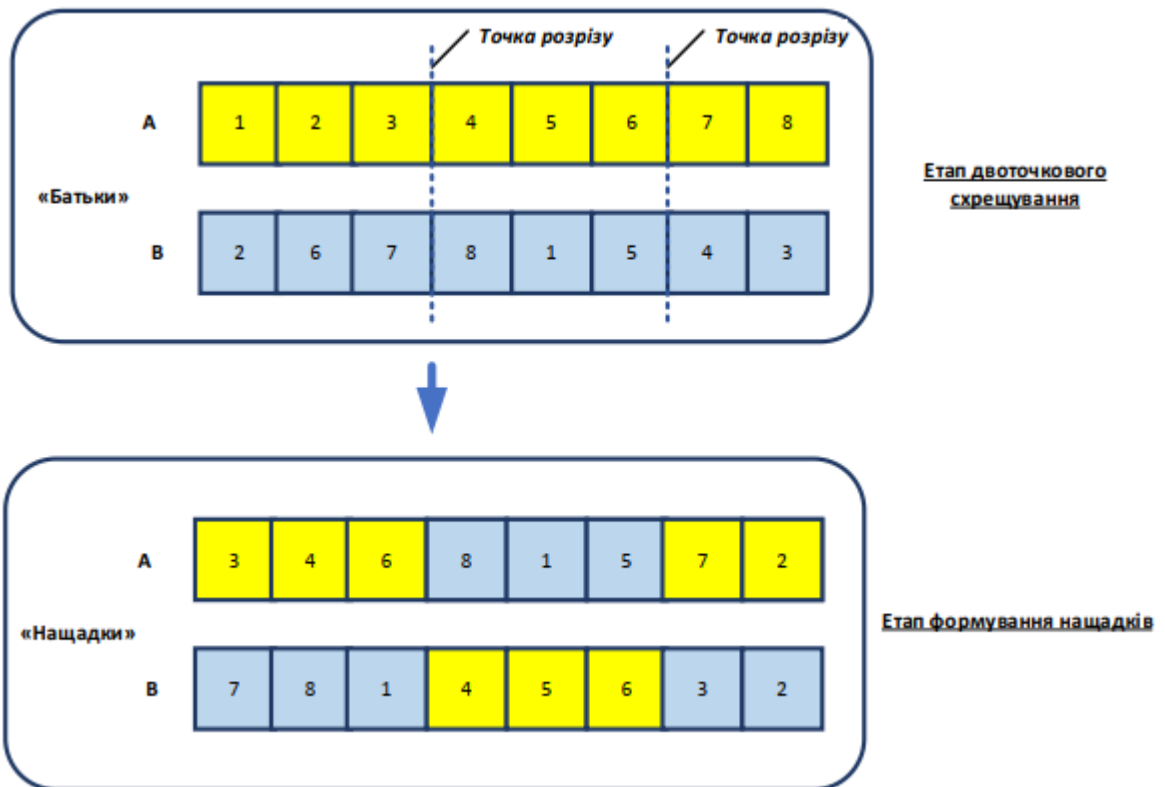 Точка розрізу Точка розрізу
A 1 2 3 4 5 6 7 8
«Батьки»
B 2 6 7 8 1 5 4 3
Етап двоточкового
схрещування
A 3 4 6 8 1 5 7 2
«Нащадки»
B 7 8 1 4 5 6 3 2
Етап формування нащадків